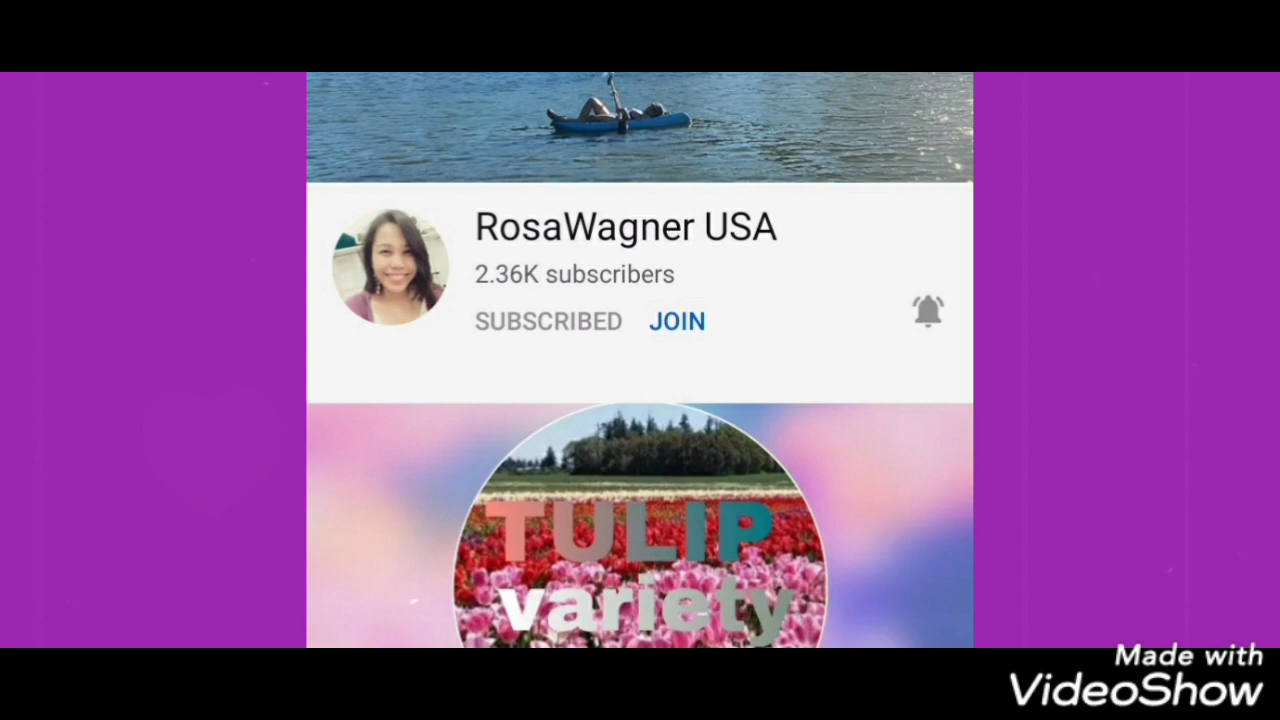 RosaWagner USA
2.36K subscribers
SUBSCRIBED JOIN
TULIP
variety
Made with
VideoShow